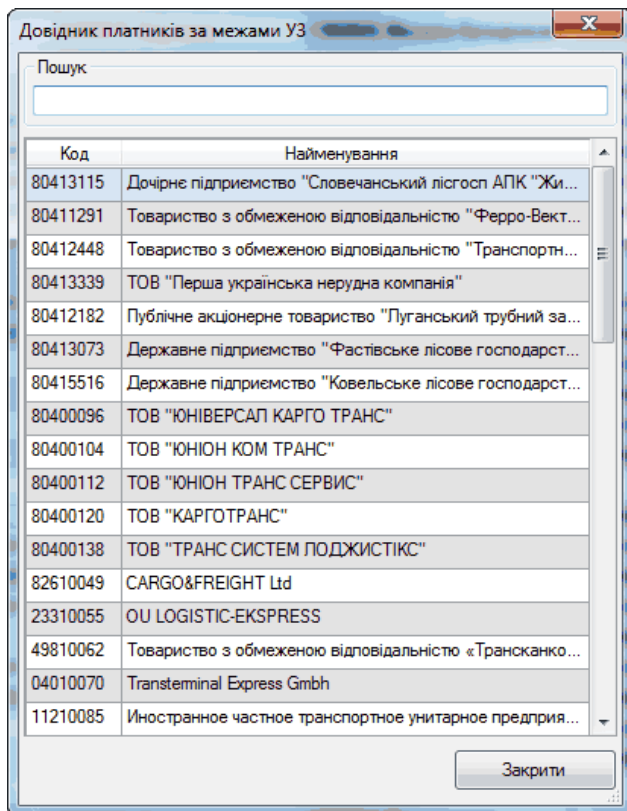 Довідник платників за межами УЗ
Пошук
Код Найменування
80413115 Дочірнє підприємство "Словечанський лісгосп АПК "Жи...
80411291 Товариство з обмеженою відповідальністю "Ферро-Вект...
80412448 Товариство з обмеженою відповідальністю "Транспортн...
80413339 ТОВ "Перша українська нерудна компанія"
80412182 Публічне акціонерне товариство "Луганський трубний за...
80413073 Державне підприємство "Фастівське лісове господарст...
80415516 Державне підприємство "Ковельське лісове господарст...
80400096 ТОВ "ЮНІВЕРСАЛ КАРГО ТРАНС"
80400104 ТОВ "ЮНІОН КОМ ТРАНС"
80400112 ТОВ "ЮНІОН ТРАНС СЕРВИС"
80400120 ТОВ "КАРГОТРАНС"
80400138 ТОВ "ТРАНС СИСТЕМ ЛОДЖИСТІКС"
82610049 CARGO&FREIGHT Ltd
23310055 OU LOGISTIC-EKSPRESS
49810062 Товариство з обмеженою відповідальністю «Трансканко...
04010070 Transterminal Express Gmbh
11210085 Иностранное частное транспортное унитарное предприя...
Закрити